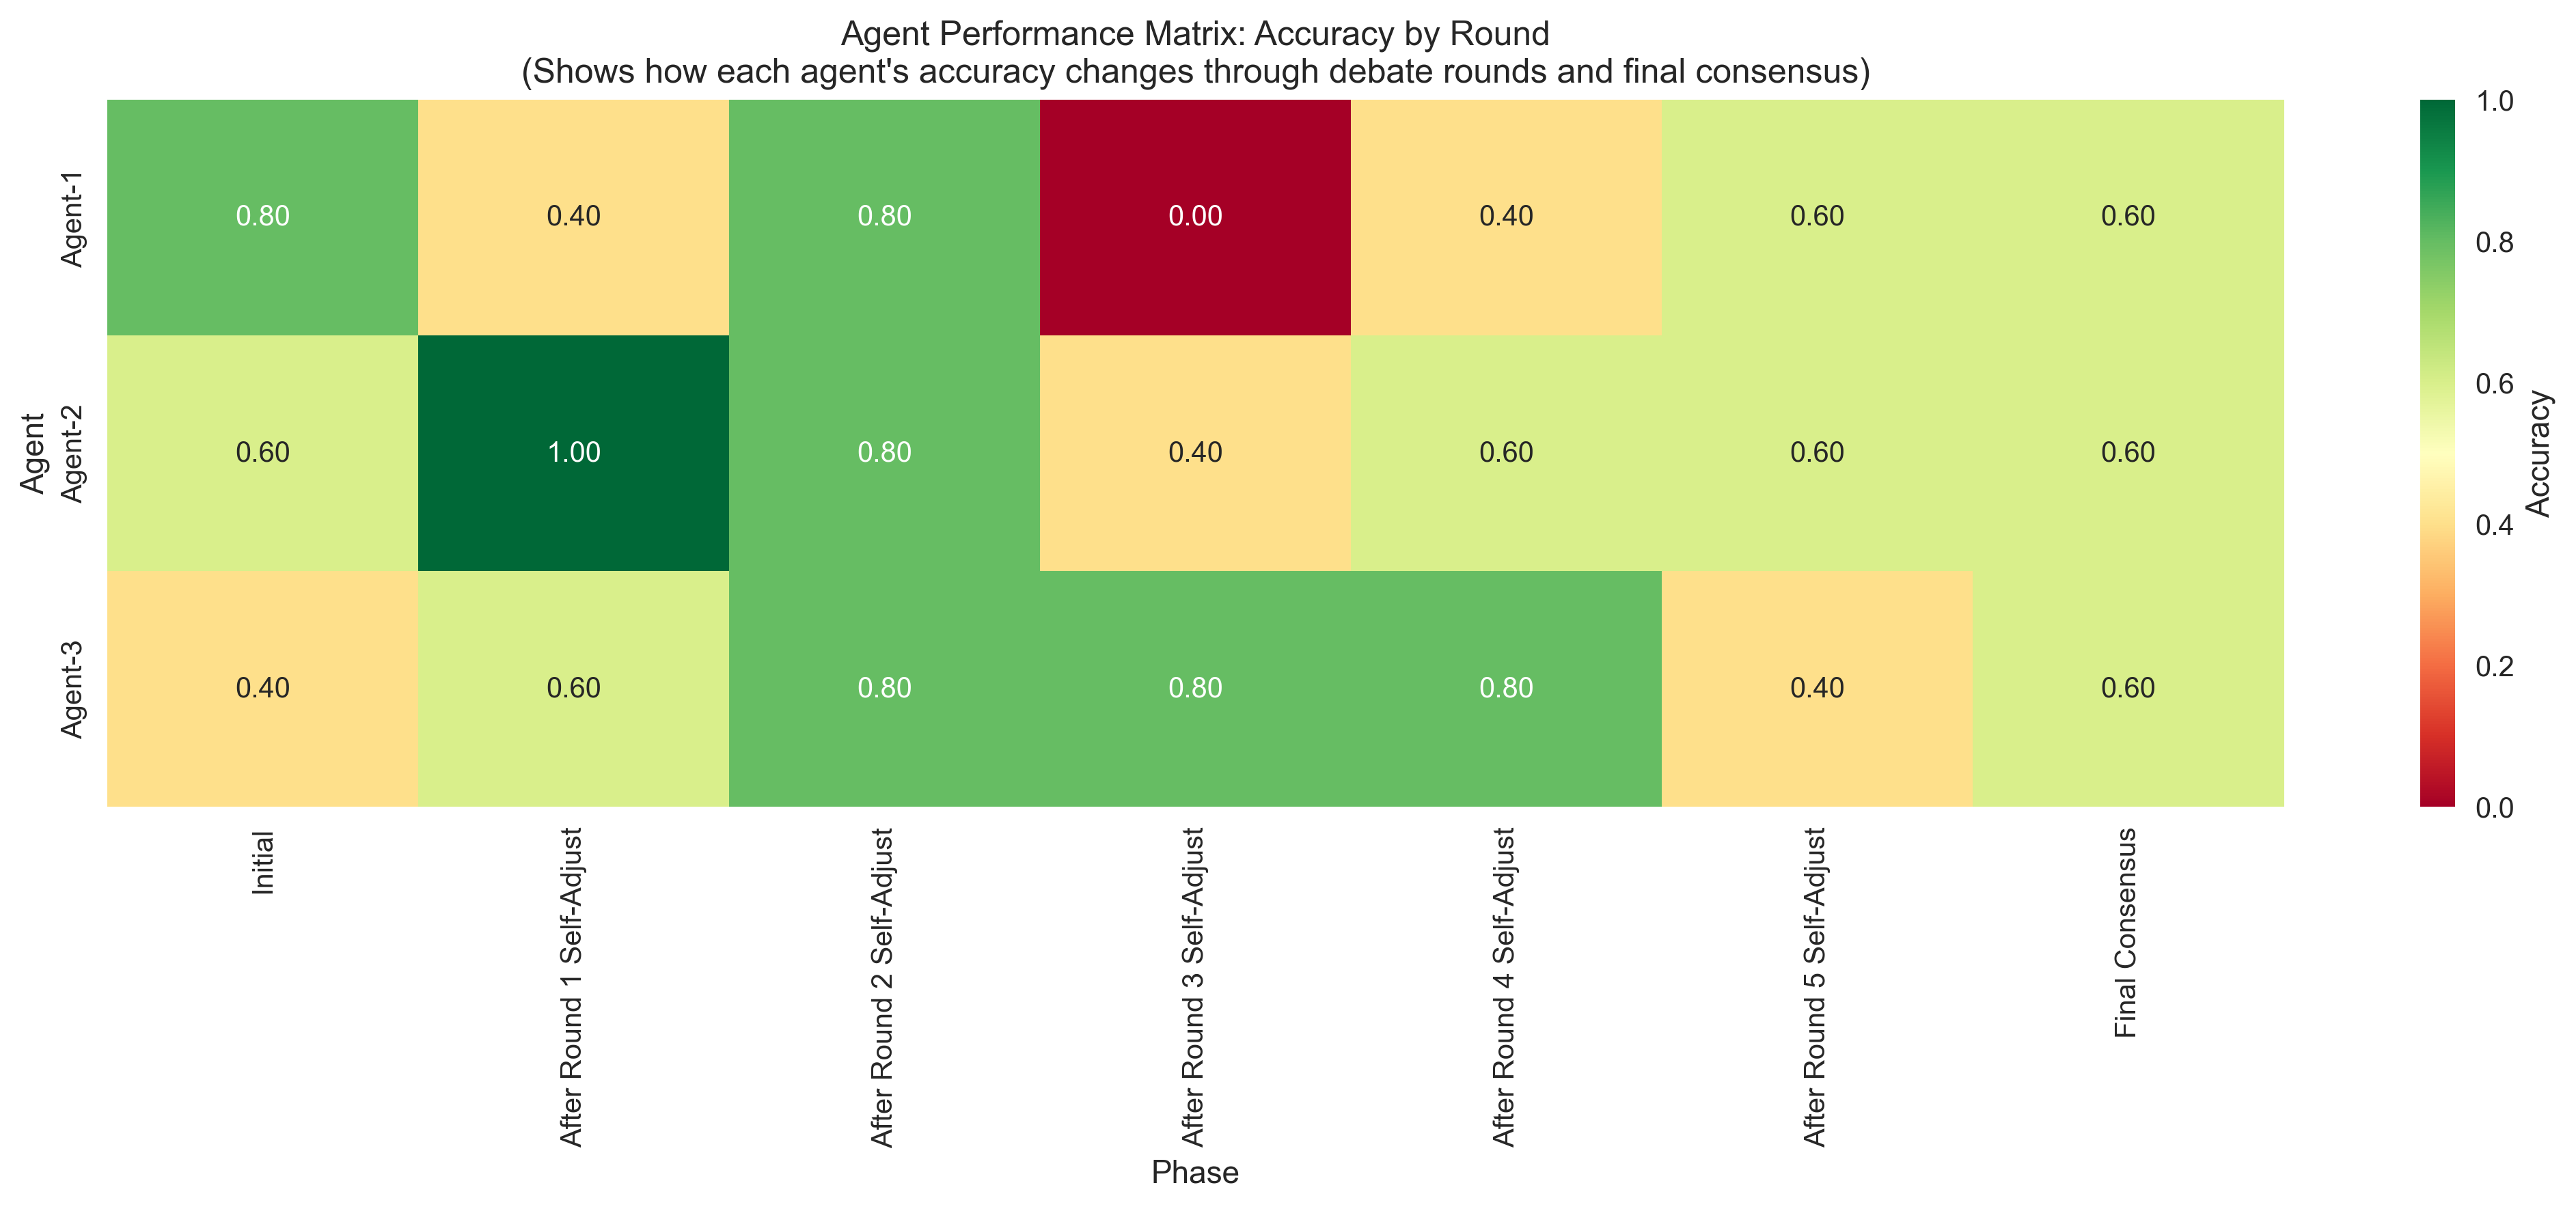 Agent Performance Matrix: Accuracy by Round
(Shows how each agent's accuracy changes through debate rounds and final consensus)
Agent
Agent-1
0.80
0.40
0.80
0.00
0.40
0.60
0.60
Agent-2
0.60
1.00
0.80
0.40
0.60
0.60
0.60
Agent-3
0.40
0.60
0.80
0.80
0.80
0.40
0.60
Initial
After Round 1 Self-Adjust
After Round 2 Self-Adjust
After Round 3 Self-Adjust
After Round 4 Self-Adjust
After Round 5 Self-Adjust
Final Consensus
Phase
1.0
0.8
0.6
0.4
0.2
0.0
Accuracy